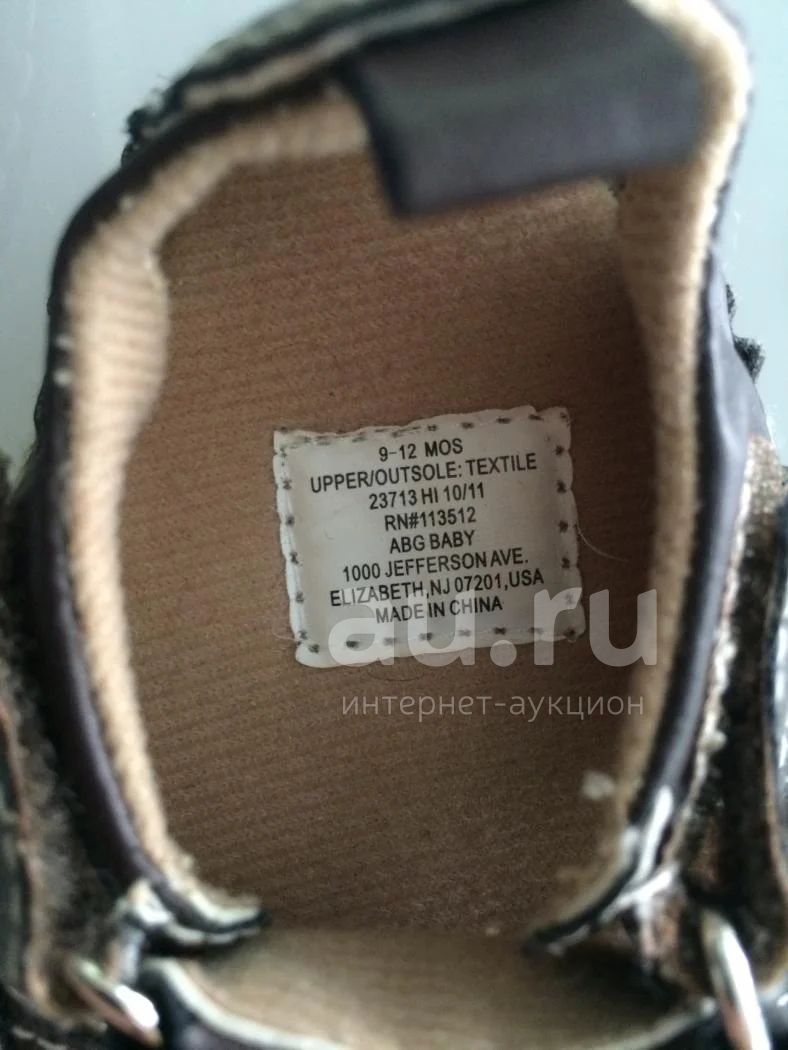 9-12 MOS
UPPER/OUTSOLE: TEXTILE
23713 HI 10/11
RN#113512
ABG BABY
1000 JEFFERSON AVE.
ELIZABETH,NJ 07201,USA
MADE IN CHINA
au.ru
интернет-аукцион